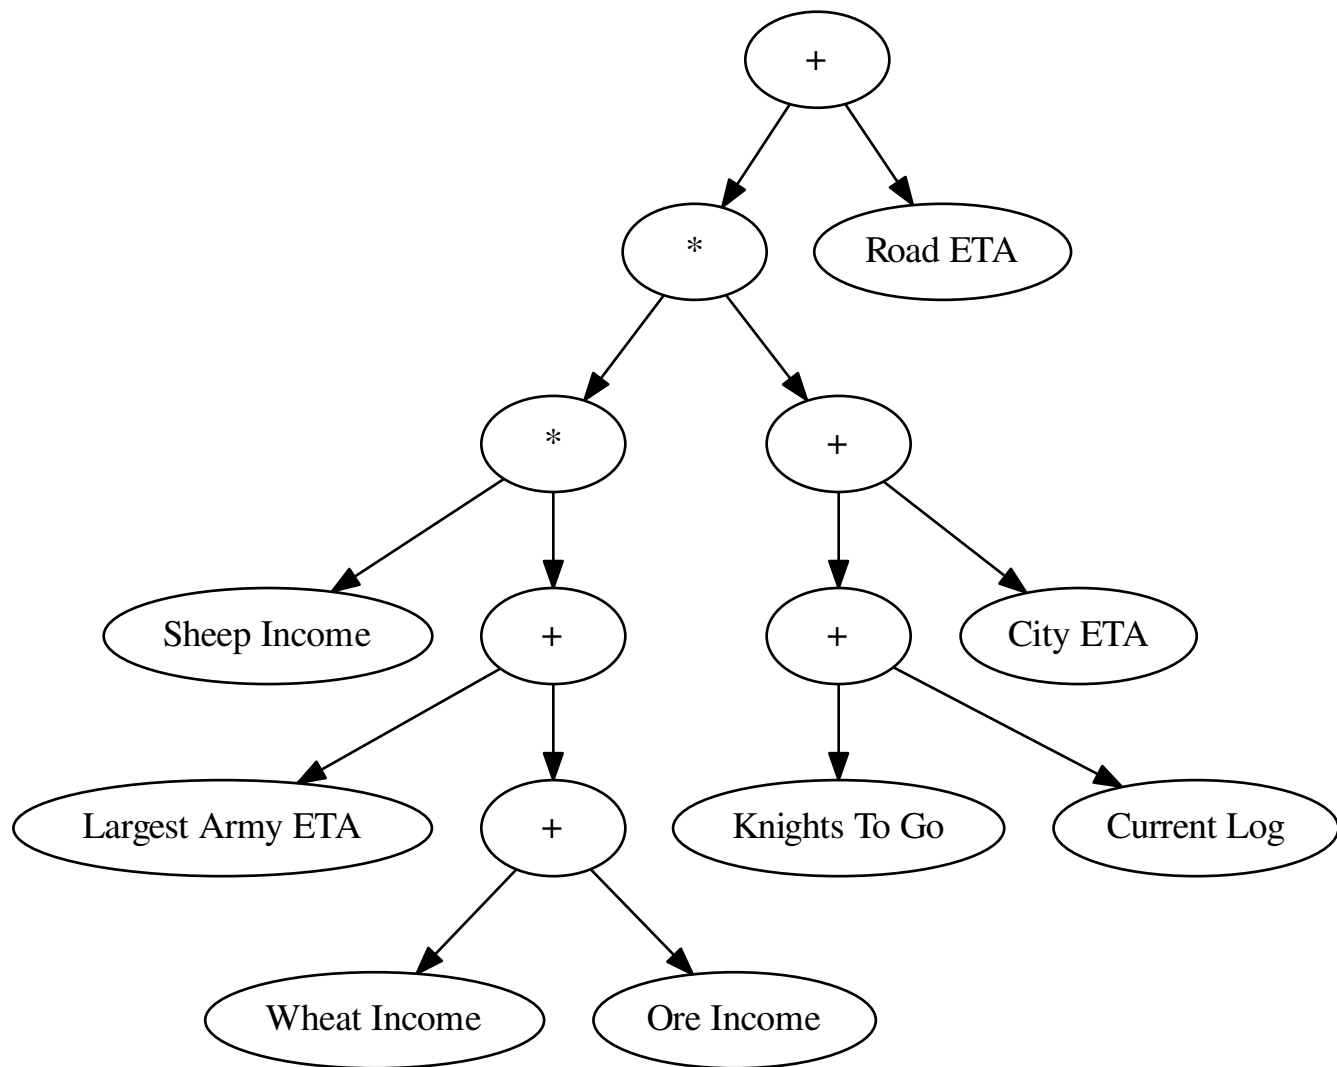 +
*
Road ETA
*
+
Sheep Income
+
+
City ETA
Largest Army ETA
+
Knights To Go
Current Log
Wheat Income
Ore Income